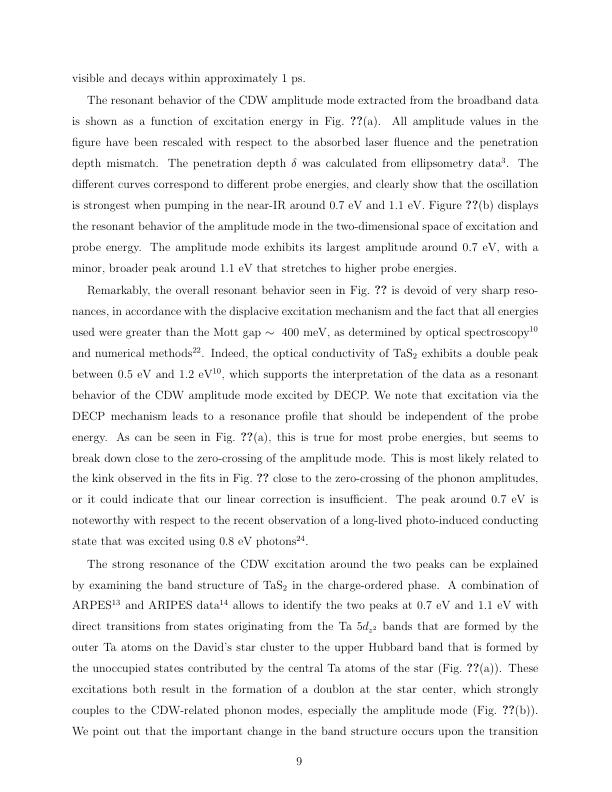 visible and decays within approximately 1 ps.
The resonant behavior of the CDW amplitude mode extracted from the broadband data
is shown as a function of excitation energy in Fig. ??(a). All amplitude values in the
figure have been rescaled with respect to the absorbed laser fluence and the penetration
depth mismatch. The penetration depth δ was calculated from ellipsometry data³. The
different curves correspond to different probe energies, and clearly show that the oscillation
is strongest when pumping in the near-IR around 0.7 eV and 1.1 eV. Figure ??(b) displays
the resonant behavior of the amplitude mode in the two-dimensional space of excitation and
probe energy. The amplitude mode exhibits its largest amplitude around 0.7 eV, with a
minor, broader peak around 1.1 eV that stretches to higher probe energies.
Remarkably, the overall resonant behavior seen in Fig. ?? is devoid of very sharp reso-
nances, in accordance with the displacive excitation mechanism and the fact that all energies
used were greater than the Mott gap ∼ 400 meV, as determined by optical spectroscopy¹⁰
and numerical methods²². Indeed, the optical conductivity of TaS₂ exhibits a double peak
between 0.5 eV and 1.2 eV¹⁰, which supports the interpretation of the data as a resonant
behavior of the CDW amplitude mode excited by DECP. We note that excitation via the
DECP mechanism leads to a resonance profile that should be independent of the probe
energy. As can be seen in Fig. ??(a), this is true for most probe energies, but seems to
break down close to the zero-crossing of the amplitude mode. This is most likely related to
the kink observed in the fits in Fig. ?? close to the zero-crossing of the phonon amplitudes,
or it could indicate that our linear correction is insufficient. The peak around 0.7 eV is
noteworthy with respect to the recent observation of a long-lived photo-induced conducting
state that was excited using 0.8 eV photons²⁴.
The strong resonance of the CDW excitation around the two peaks can be explained
by examining the band structure of TaS₂ in the charge-ordered phase. A combination of
ARPES¹³ and ARIPES data¹⁴ allows to identify the two peaks at 0.7 eV and 1.1 eV with
direct transitions from states originating from the Ta 5d_{z²} bands that are formed by the
outer Ta atoms on the David's star cluster to the upper Hubbard band that is formed by
the unoccupied states contributed by the central Ta atoms of the star (Fig. ??(a)). These
excitations both result in the formation of a doublon at the star center, which strongly
couples to the CDW-related phonon modes, especially the amplitude mode (Fig. ??(b)).
We point out that the important change in the band structure occurs upon the transition
9